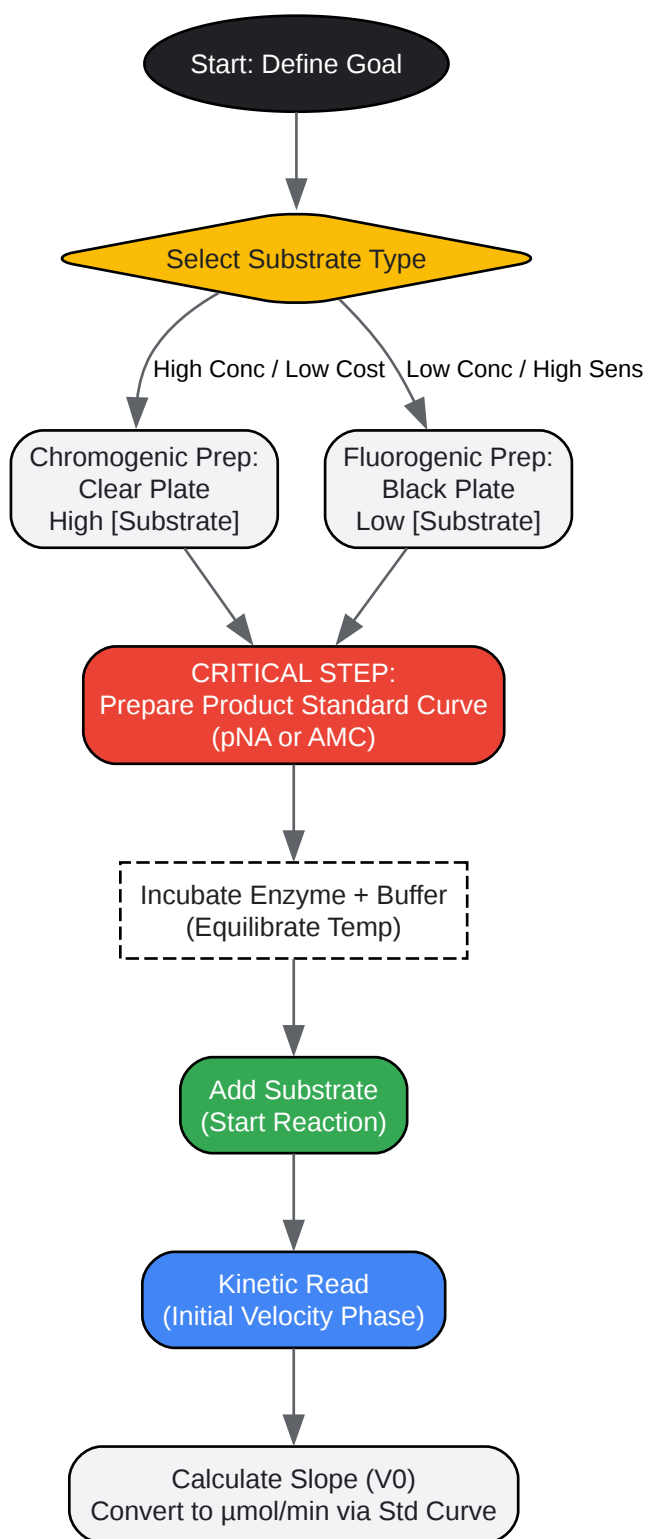 Start: Define Goal
Select Substrate Type
High Conc / Low Cost
Low Conc / High Sens
Chromogenic Prep:
Clear Plate
High [Substrate]
Fluorogenic Prep:
Black Plate
Low [Substrate]
CRITICAL STEP:
Prepare Product Standard Curve
(pNA or AMC)
Incubate Enzyme + Buffer
(Equilibrate Temp)
Add Substrate
(Start Reaction)
Kinetic Read
(Initial Velocity Phase)
Calculate Slope (V0)
Convert to µmol/min via Std Curve